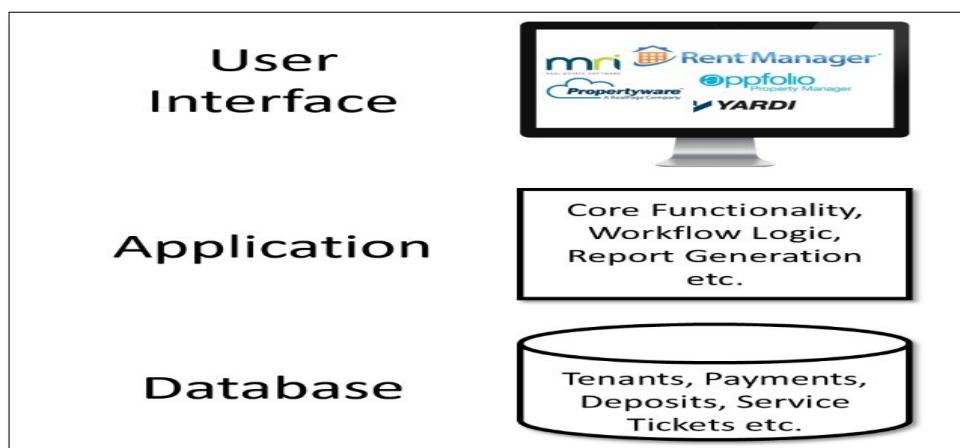 User
Interface
mri
REAL ESTATE SOFTWARE
Rent Manager
Propertyware
A RealPage Company
appfolio
Property Manager
YARDI
Application
Core Functionality,
Workflow Logic,
Report Generation
etc.
Database
Tenants, Payments,
Deposits, Service
Tickets etc.